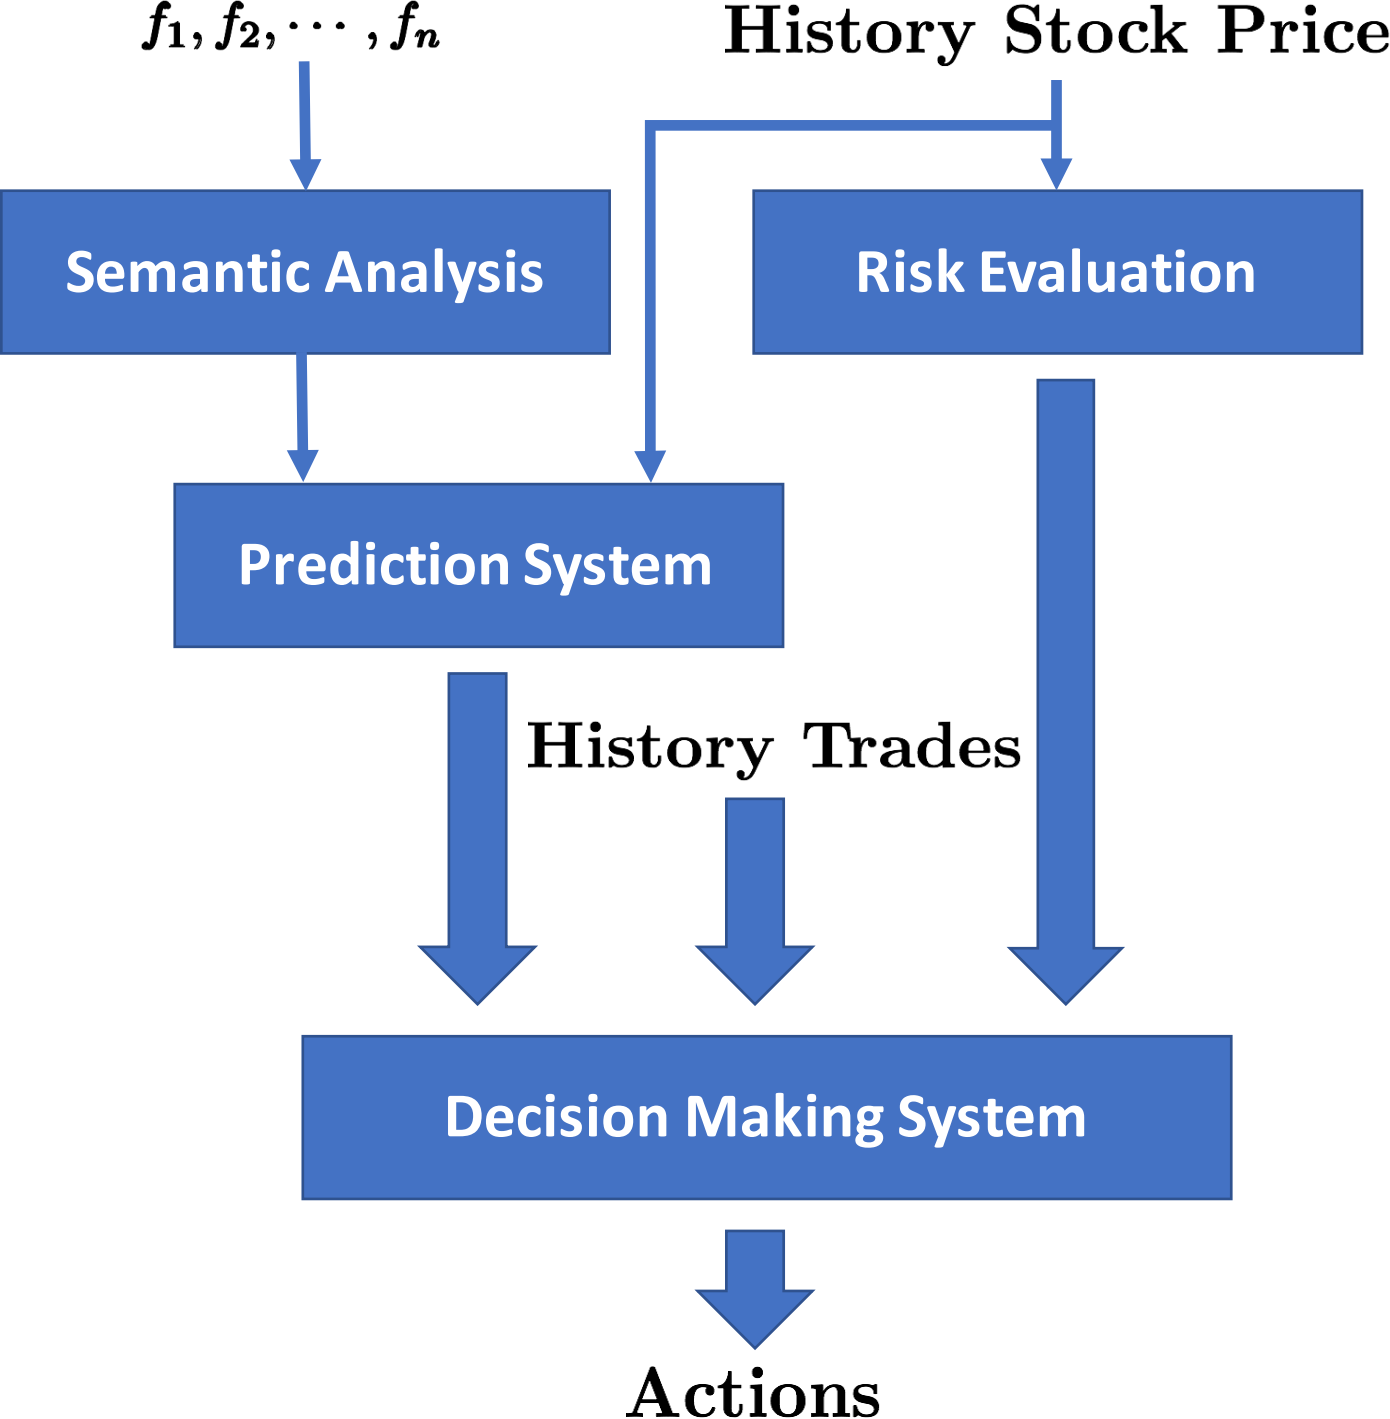 f₁, f₂, ⋯ , fₙ
History Stock Price
Semantic Analysis
Risk Evaluation
Prediction System
History Trades
Decision Making System
Actions